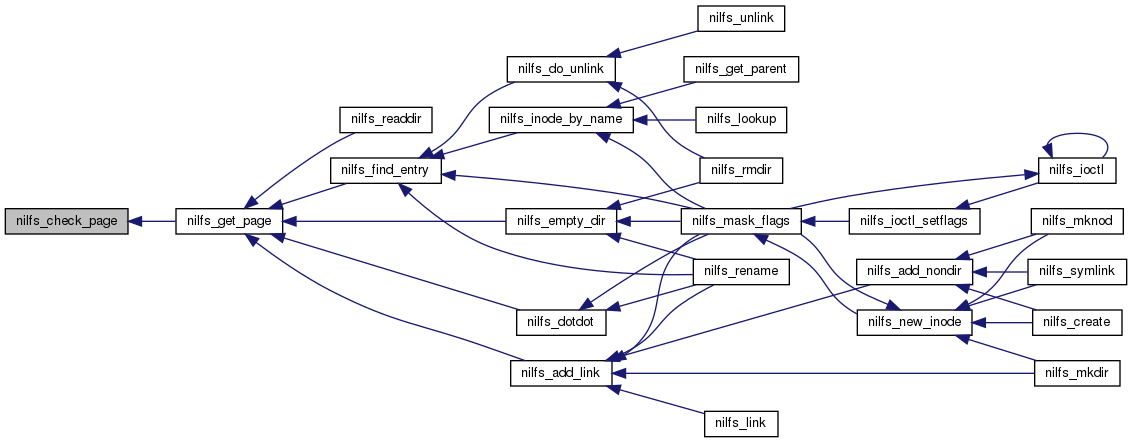 nilfs_unlink
nilfs_do_unlink
nilfs_get_parent
nilfs_readdir
nilfs_inode_by_name
nilfs_lookup
nilfs_find_entry
nilfs_rmdir
nilfs_ioctl
nilfs_check_page
nilfs_get_page
nilfs_empty_dir
nilfs_mask_flags
nilfs_ioctl_setflags
nilfs_mknod
nilfs_rename
nilfs_add_nondir
nilfs_symlink
nilfs_dotdot
nilfs_new_inode
nilfs_create
nilfs_add_link
nilfs_mkdir
nilfs_link